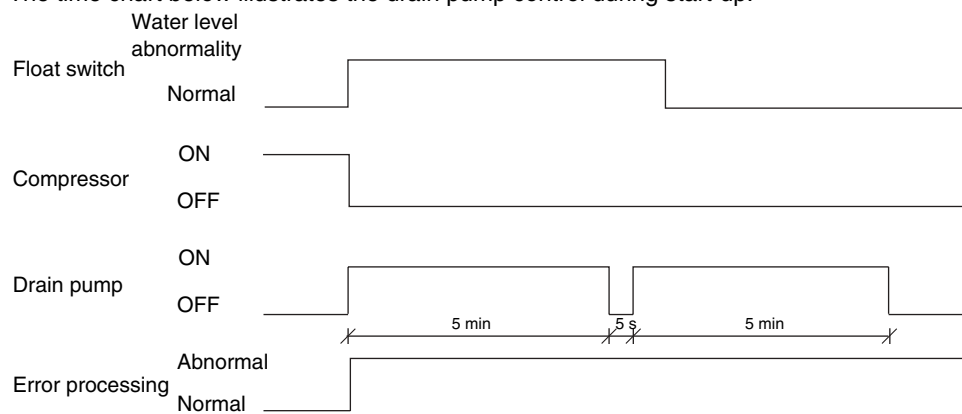 The time chart below illustrates the drain pump control during start-up.
Water level
abnormality
Float switch
Normal
ON
Compressor
OFF
ON
Drain pump
OFF
5 min
5 s
5 min
Abnormal
Error processing
Normal